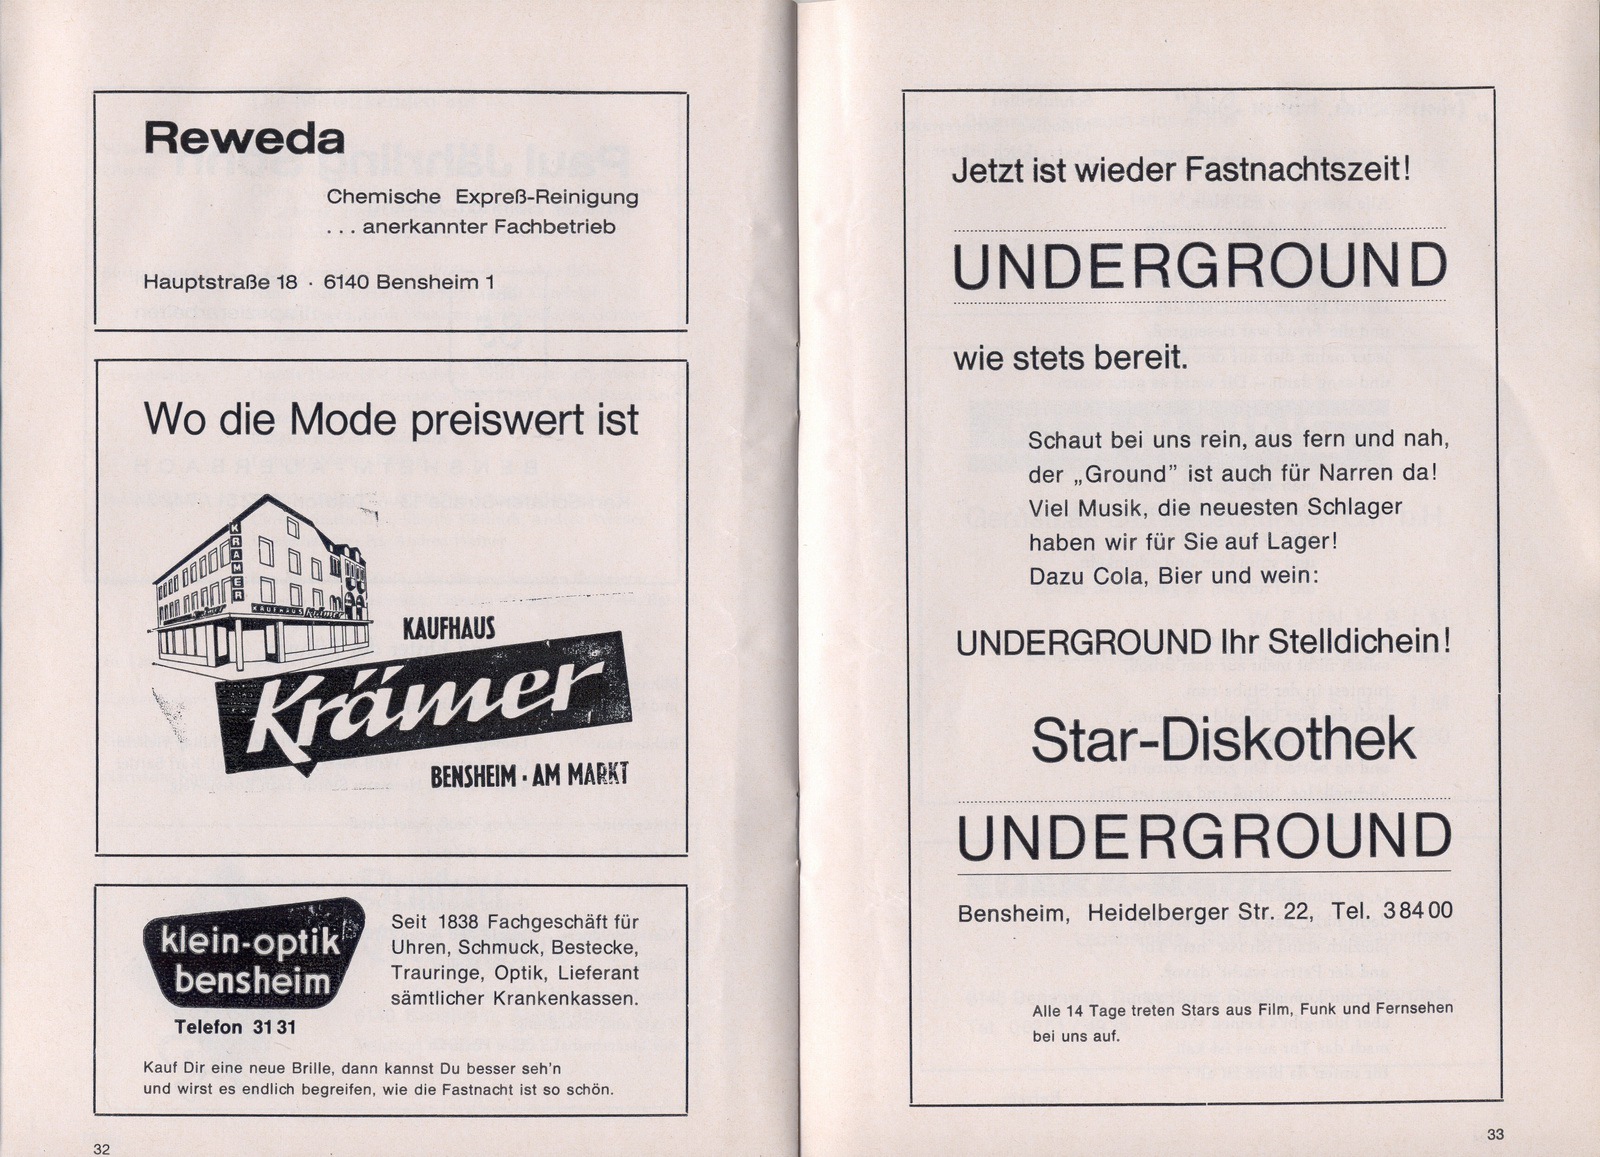 Reweda
Chemische Expreß-Reinigung
... anerkannter Fachbetrieb
Hauptstraße 18 · 6140 Bensheim 1
Wo die Mode preiswert ist
KRÄMER
KAUFHAUS Krämer
KAUFHAUS
Krämer
BENSHEIM · AM MARKT
klein-optik
bensheim
Telefon 31 31
Seit 1838 Fachgeschäft für
Uhren, Schmuck, Bestecke,
Trauringe, Optik, Lieferant
sämtlicher Krankenkassen.
Kauf Dir eine neue Brille, dann kannst Du besser seh'n
und wirst es endlich begreifen, wie die Fastnacht ist so schön.
32
Jetzt ist wieder Fastnachtszeit!
UNDERGROUND
wie stets bereit.
Schaut bei uns rein, aus fern und nah,
der „Ground” ist auch für Narren da!
Viel Musik, die neuesten Schlager
haben wir für Sie auf Lager!
Dazu Cola, Bier und wein:
UNDERGROUND Ihr Stelldichein!
Star-Diskothek
UNDERGROUND
Bensheim, Heidelberger Str. 22, Tel. 3 84 00
Alle 14 Tage treten Stars aus Film, Funk und Fernsehen
bei uns auf.
33